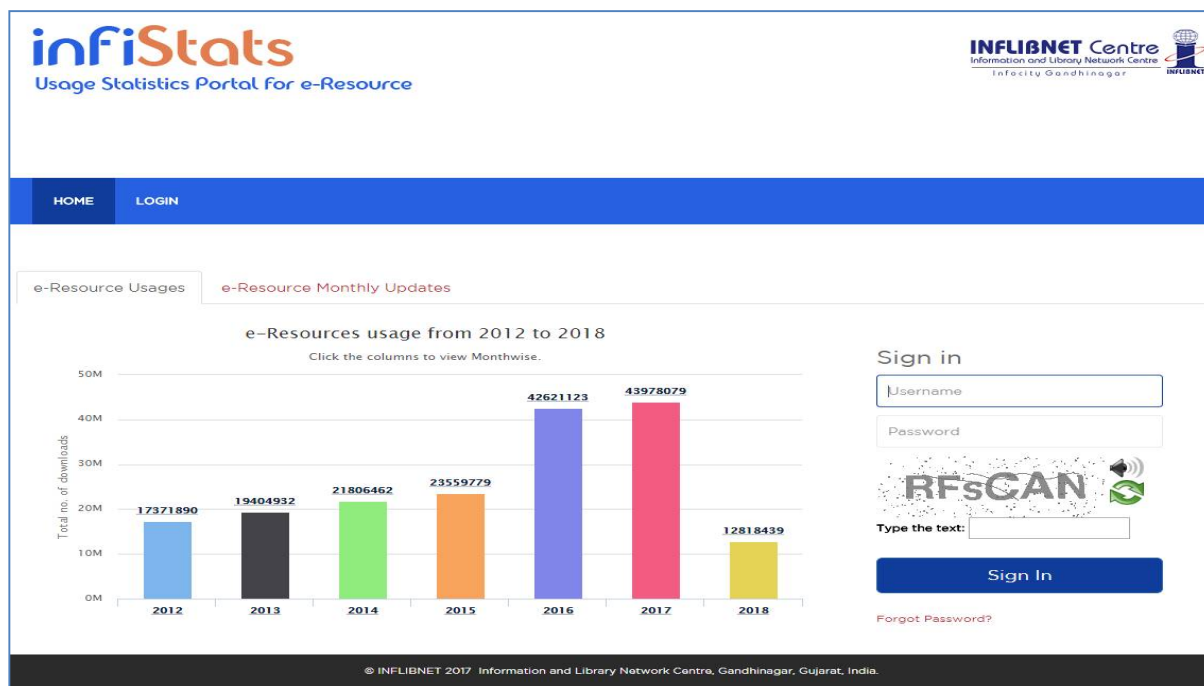 infiStats
Usage Statistics Portal for e-Resource
INFLIBNET Centre
Information and Library Network Centre
Infocity Gandhinagar
INFLIBNET
HOME LOGIN
e-Resource Usages e-Resource Monthly Updates
e-Resources usage from 2012 to 2018
Click the columns to view Monthwise.
Total no. of downloads
50M
40M
30M
20M
10M
0M
17371890
19404932
21806462
23559779
42621123
43978079
12818439
2012 2013 2014 2015 2016 2017 2018
Sign in
Username
Password
RFsCAN
Type the text:
Sign In
Forgot Password?
© INFLIBNET 2017 Information and Library Network Centre, Gandhinagar, Gujarat, India.